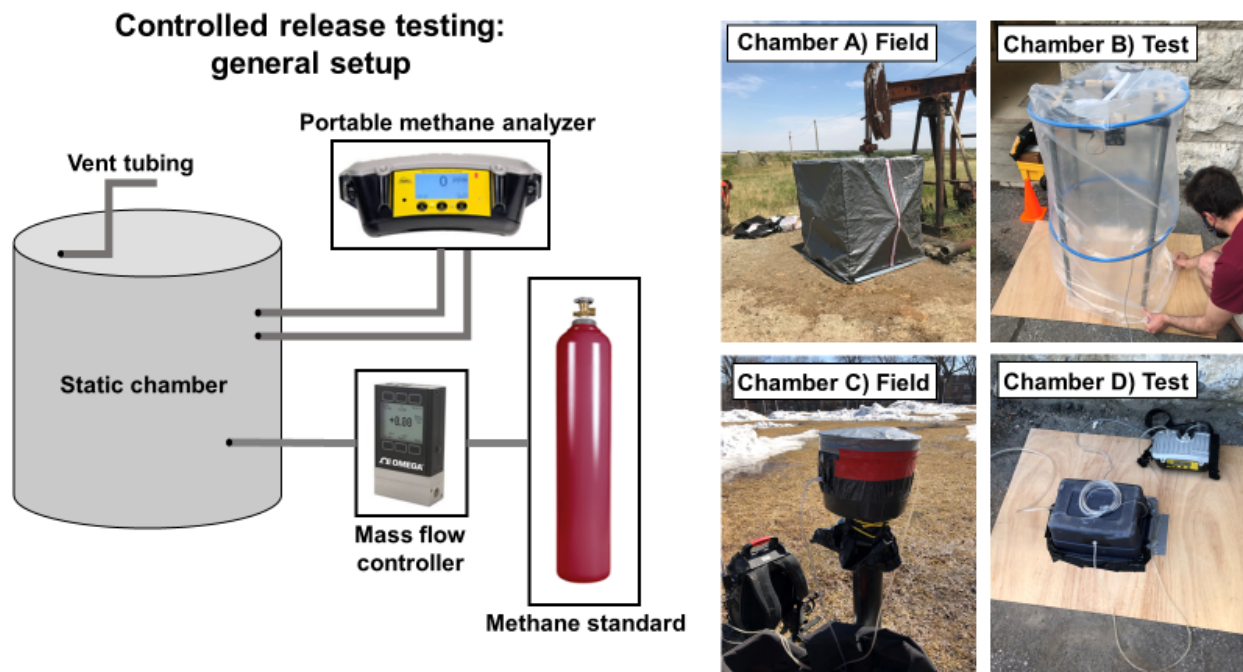 Controlled release testing:
general setup
Portable methane analyzer
Vent tubing
0
Static chamber
+0.00
OMEGA
Mass flow
controller
Methane standard
Chamber A) Field
Chamber B) Test
Chamber C) Field
Chamber D) Test